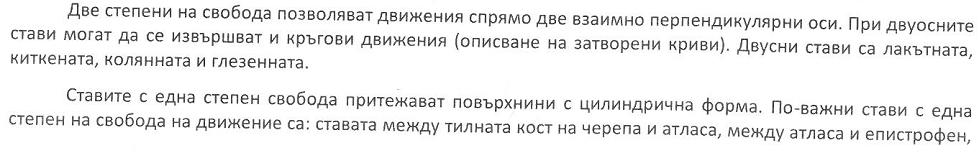 Две степени на свобода позволяват движения спрямо две взаимно перпендикулярни оси. При двуосните
стави могат да се извършват и кръгови движения (описване на затворени криви). Двусни стави са лакътната,
киткената, колянната и глезенната.
Ставите с една степен свобода притежават повърхнини с цилиндрична форма. По-важни стави с една
степен на свобода на движение са: ставата между тилната кост на черепа и атласа, между атласа и епистрофен,